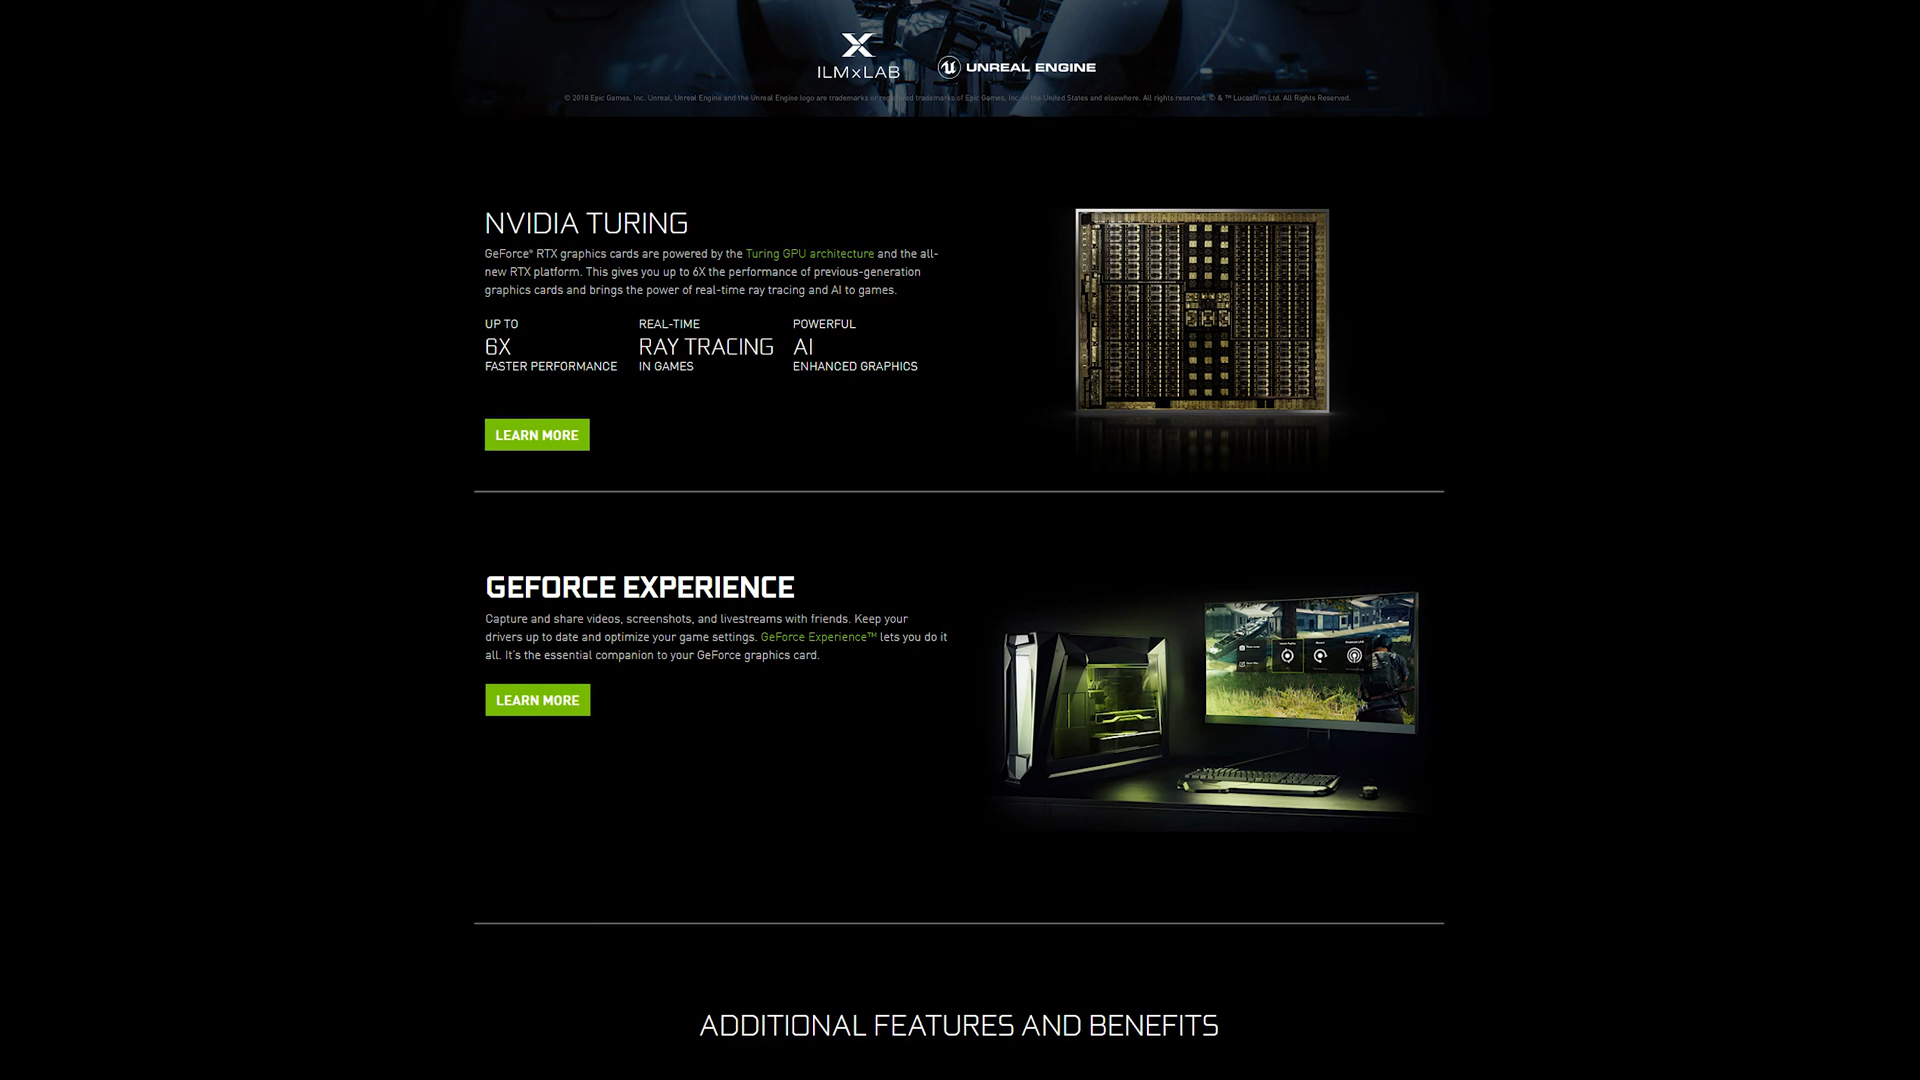 ILMxLAB
UNREAL ENGINE
© 2018 Epic Games, Inc. Unreal, Unreal Engine and the Unreal Engine logo are trademarks or registered trademarks of Epic Games, Inc. in the United States and elsewhere. All rights reserved. © & ™ Lucasfilm Ltd. All Rights Reserved.
NVIDIA TURING
GeForce® RTX graphics cards are powered by the Turing GPU architecture and the all-
new RTX platform. This gives you up to 6X the performance of previous-generation
graphics cards and brings the power of real-time ray tracing and AI to games.
UP TO
6X
FASTER PERFORMANCE
REAL-TIME
RAY TRACING
IN GAMES
POWERFUL
AI
ENHANCED GRAPHICS
LEARN MORE
GEFORCE EXPERIENCE
Capture and share videos, screenshots, and livestreams with friends. Keep your
drivers up to date and optimize your game settings. GeForce Experience™ lets you do it
all. It's the essential companion to your GeForce graphics card.
LEARN MORE
ADDITIONAL FEATURES AND BENEFITS